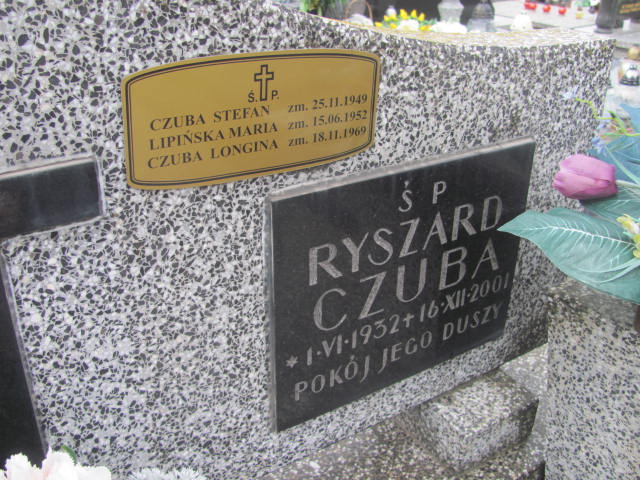 Ś. P.
CZUBA STEFAN zm. 25.11.1949
LIPIŃSKA MARIA zm. 15.06.1952
CZUBA LONGINA zm. 18.11.1969
Ś P
RYSZARD
CZUBA
* 1·VI·1932 + 16·XII·2001
POKÓJ JEGO DUSZY